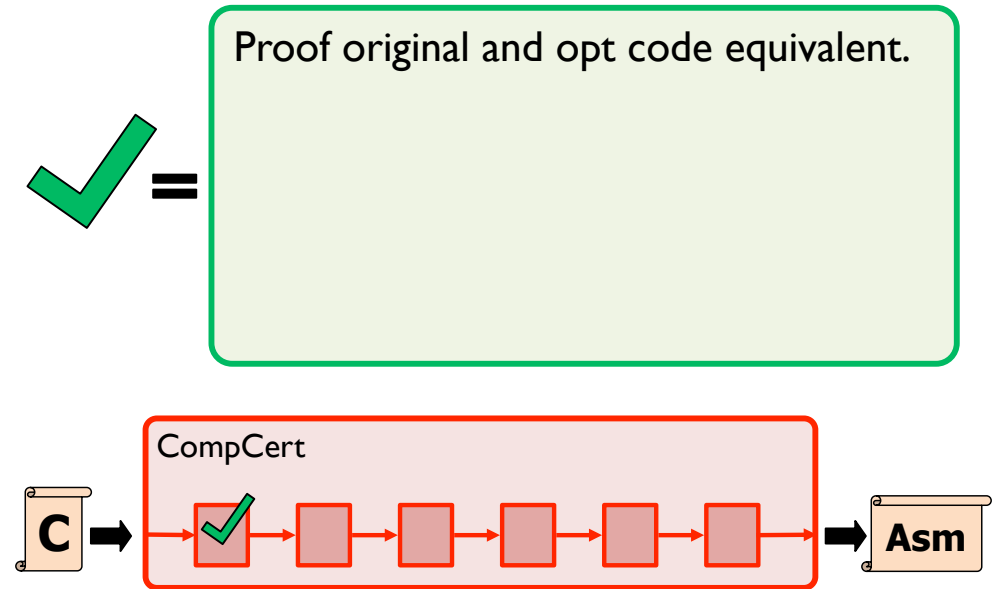 Proof original and opt code equivalent.
=
CompCert
C
Asm